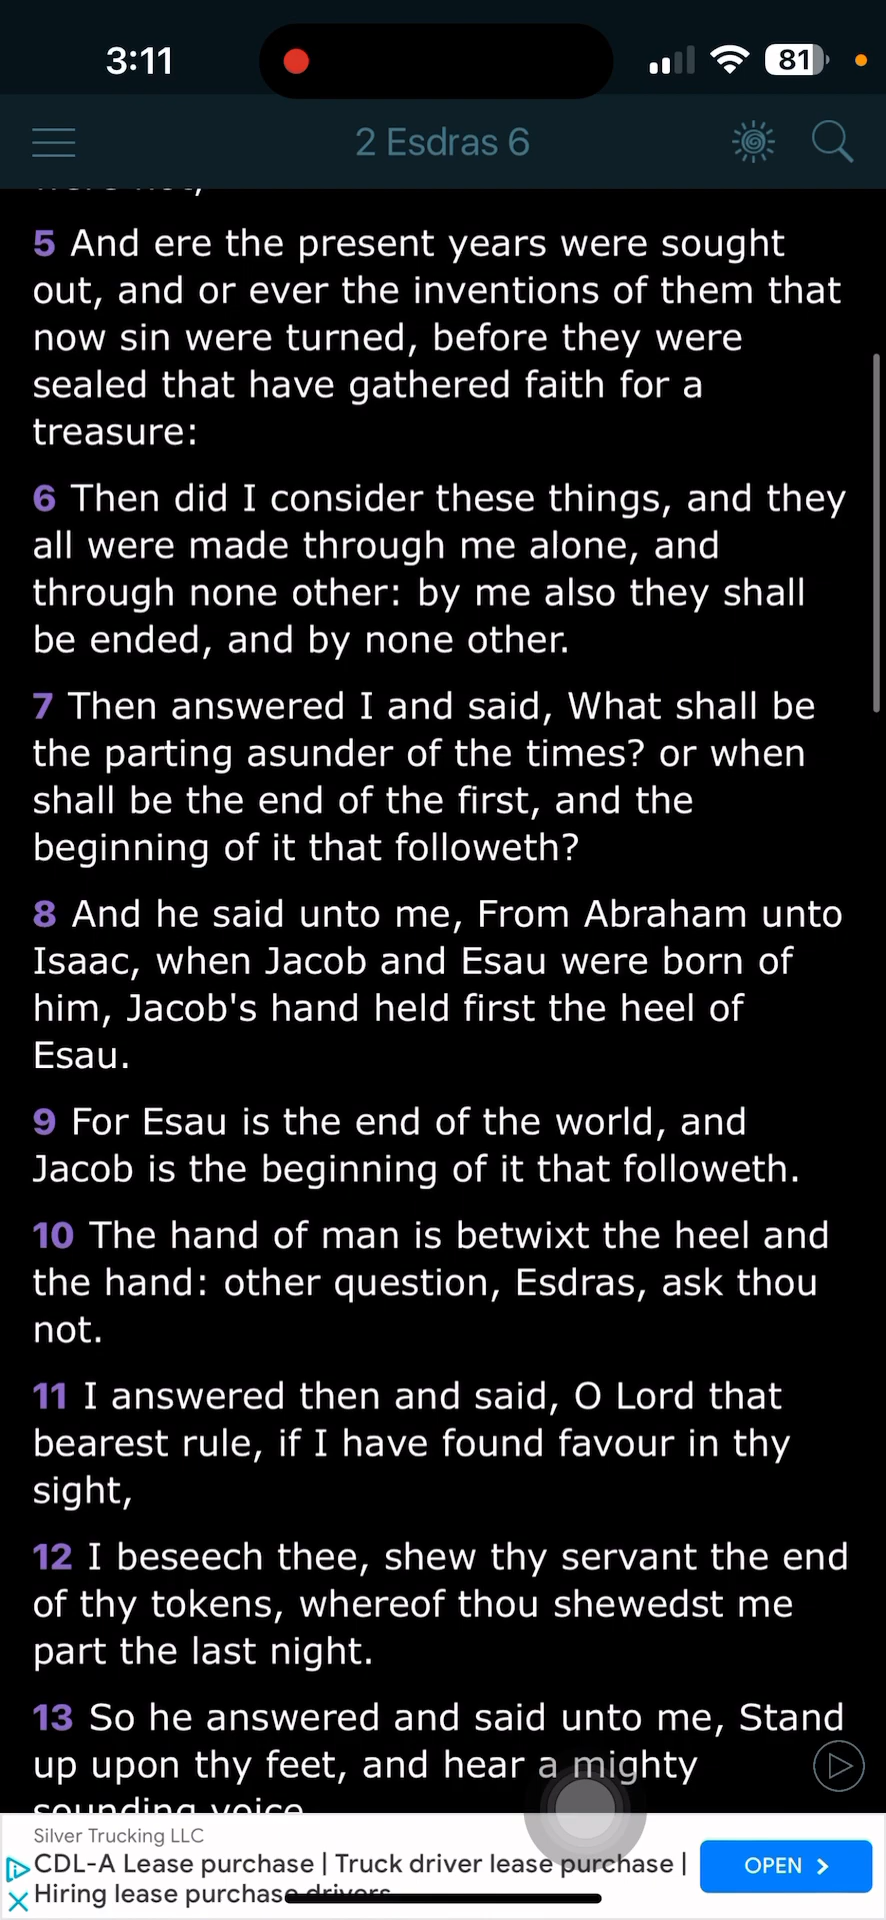 3:11
81
2 Esdras 6
5 And ere the present years were sought
out, and or ever the inventions of them that
now sin were turned, before they were
sealed that have gathered faith for a
treasure:
6 Then did I consider these things, and they
all were made through me alone, and
through none other: by me also they shall
be ended, and by none other.
7 Then answered I and said, What shall be
the parting asunder of the times? or when
shall be the end of the first, and the
beginning of it that followeth?
8 And he said unto me, From Abraham unto
Isaac, when Jacob and Esau were born of
him, Jacob's hand held first the heel of
Esau.
9 For Esau is the end of the world, and
Jacob is the beginning of it that followeth.
10 The hand of man is betwixt the heel and
the hand: other question, Esdras, ask thou
not.
11 I answered then and said, O Lord that
bearest rule, if I have found favour in thy
sight,
12 I beseech thee, shew thy servant the end
of thy tokens, whereof thou shewedst me
part the last night.
13 So he answered and said unto me, Stand
up upon thy feet, and hear a mighty
sounding voice
Silver Trucking LLC
CDL-A Lease purchase | Truck driver lease purchase |
Hiring lease purchase drivers
OPEN